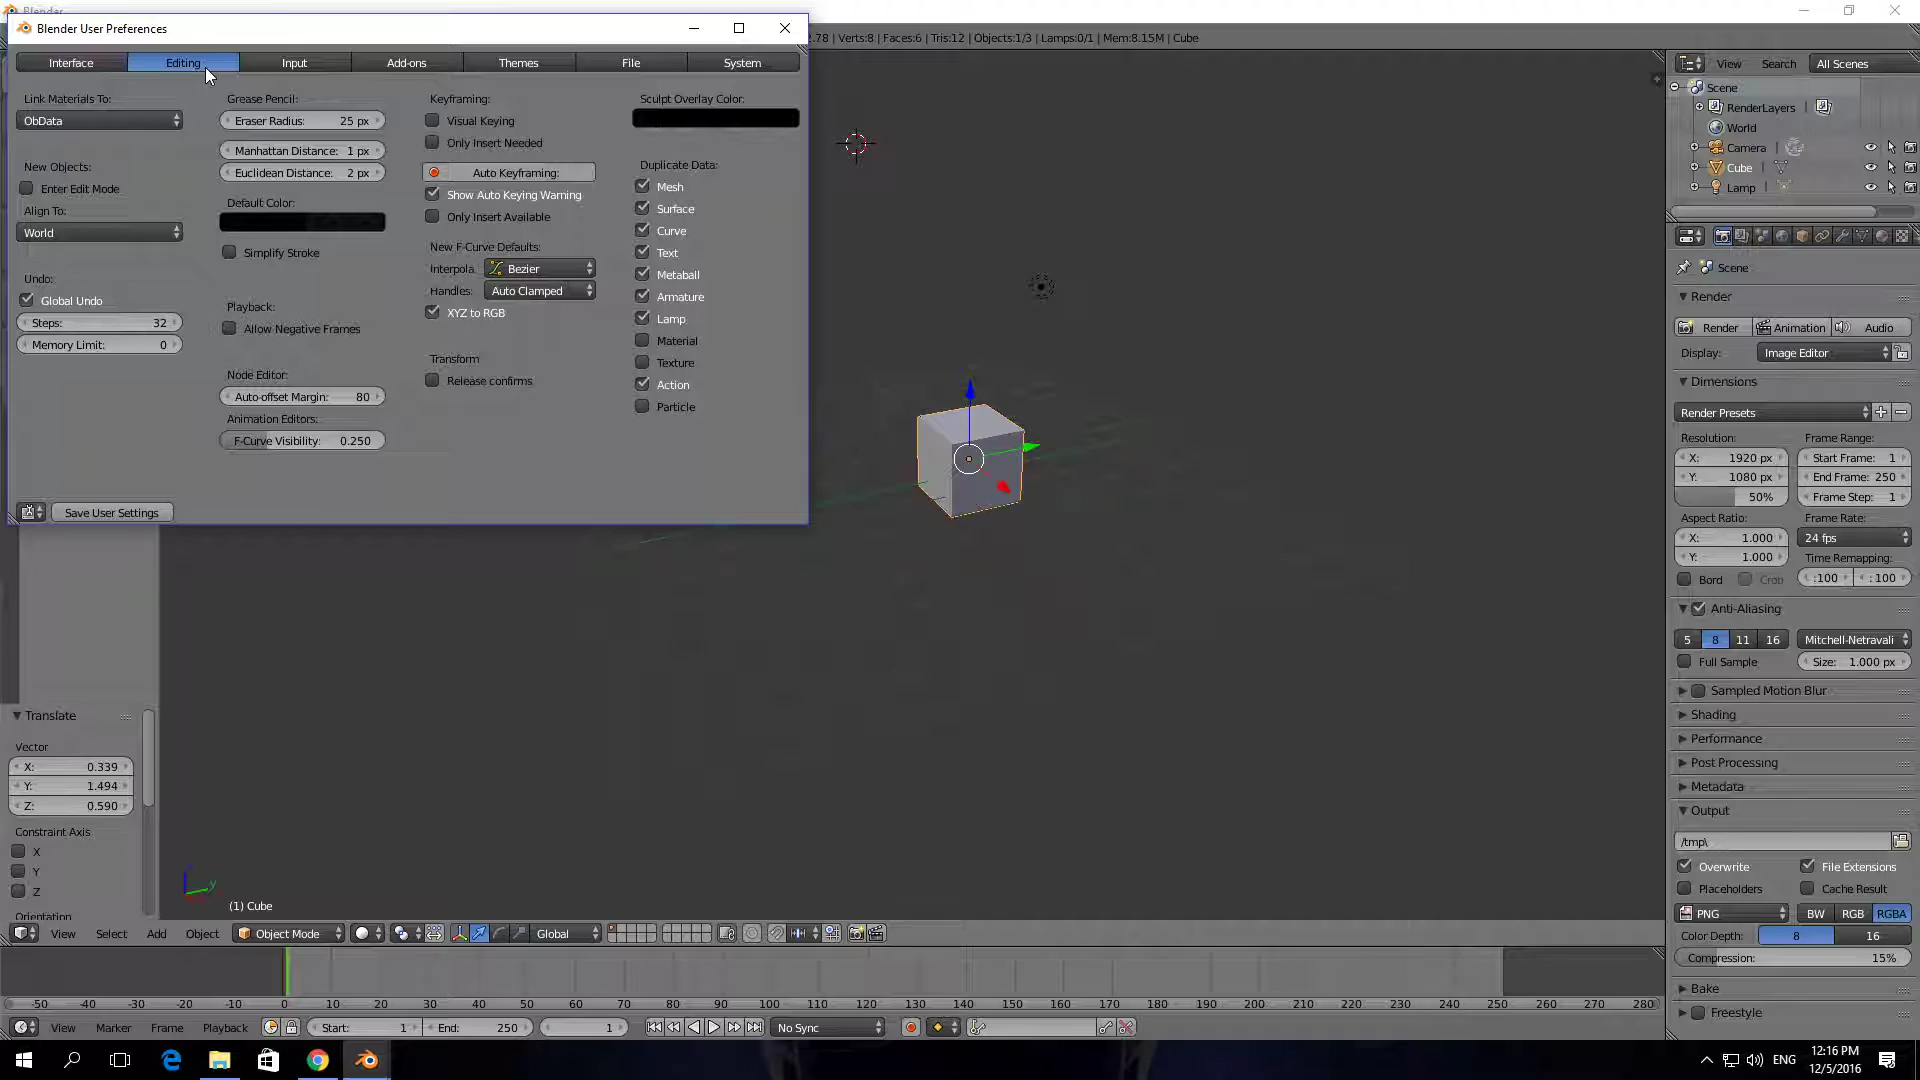 Blender
Blender User Preferences
.78 | Verts:8 | Faces:6 | Tris:12 | Objects:1/3 | Lamps:0/1 | Mem:8.15M | Cube
Interface Editing Input Add-ons Themes File System
Link Materials To:
ObData
New Objects:
Enter Edit Mode
Align To:
World
Undo:
Global Undo
Steps: 32
Memory Limit: 0
Grease Pencil:
Eraser Radius: 25 px
Manhattan Distance: 1 px
Euclidean Distance: 2 px
Default Color:
Simplify Stroke
Playback:
Allow Negative Frames
Node Editor:
Auto-offset Margin: 80
Animation Editors:
F-Curve Visibility: 0.250
Keyframing:
Visual Keying
Only Insert Needed
Auto Keyframing:
Show Auto Keying Warning
Only Insert Available
New F-Curve Defaults:
Interpola Bezier
Handles: Auto Clamped
XYZ to RGB
Transform
Release confirms
Sculpt Overlay Color:
Duplicate Data:
Mesh
Surface
Curve
Text
Metaball
Armature
Lamp
Material
Texture
Action
Particle
Save User Settings
View Search All Scenes
Scene
RenderLayers
World
Camera
Cube
Lamp
Scene
Render
Render Animation Audio
Display: Image Editor
Dimensions
Render Presets
Resolution: Frame Range:
X: 1920 px Start Frame: 1
Y: 1080 px End Frame: 250
50% Frame Step: 1
Aspect Ratio: Frame Rate:
X: 1.000 24 fps
Y: 1.000 Time Remapping:
Bord Crop :100 :100
Anti-Aliasing
5 8 11 16 Mitchell-Netravali
Full Sample Size: 1.000 px
Sampled Motion Blur
Shading
Performance
Post Processing
Metadata
Output
/tmp\
Overwrite File Extensions
Placeholders Cache Result
PNG BW RGB RGBA
Color Depth: 8 16
Compression: 15%
Bake
Freestyle
Translate
Vector
X: 0.339
Y: 1.494
Z: 0.590
Constraint Axis
X
Y
Z
Orientation
y
(1) Cube
View Select Add Object Object Mode Global
-50 -40 -30 -20 -10 0 10 20 30 40 50 60 70 80 90 100 110 120 130 140 150 160 170 180 190 200 210 220 230 240 250 260 270 280
View Marker Frame Playback Start: 1 End: 250 1 No Sync
ENG 12:16 PM
12/5/2016